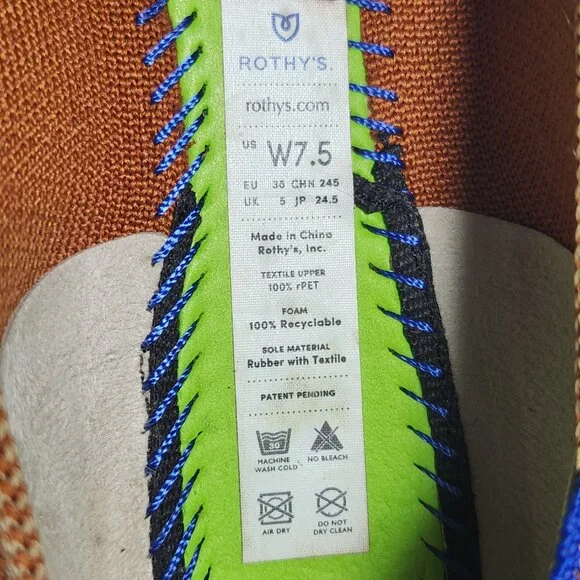 ROTHY'S.
rothys.com
US W7.5
EU 38 CHN 245
UK 5 JP 24.5
Made in China
Rothy's, Inc.
TEXTILE UPPER
100% rPET
FOAM
100% Recyclable
SOLE MATERIAL
Rubber with Textile
PATENT PENDING
30
MACHINE WASH COLD
NO BLEACH
AIR DRY
DO NOT DRY CLEAN